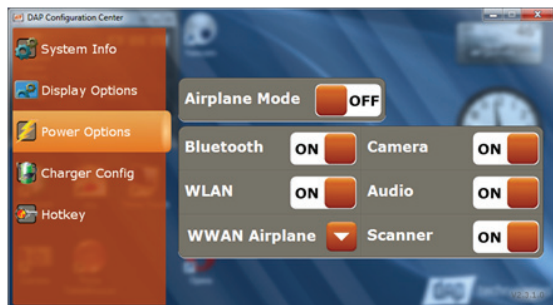 DAP Configuration Center
System Info
Display Options
Power Options
Charger Config
Hotkey
Airplane Mode OFF
Bluetooth ON Camera ON
WLAN ON Audio ON
WWAN Airplane Scanner ON